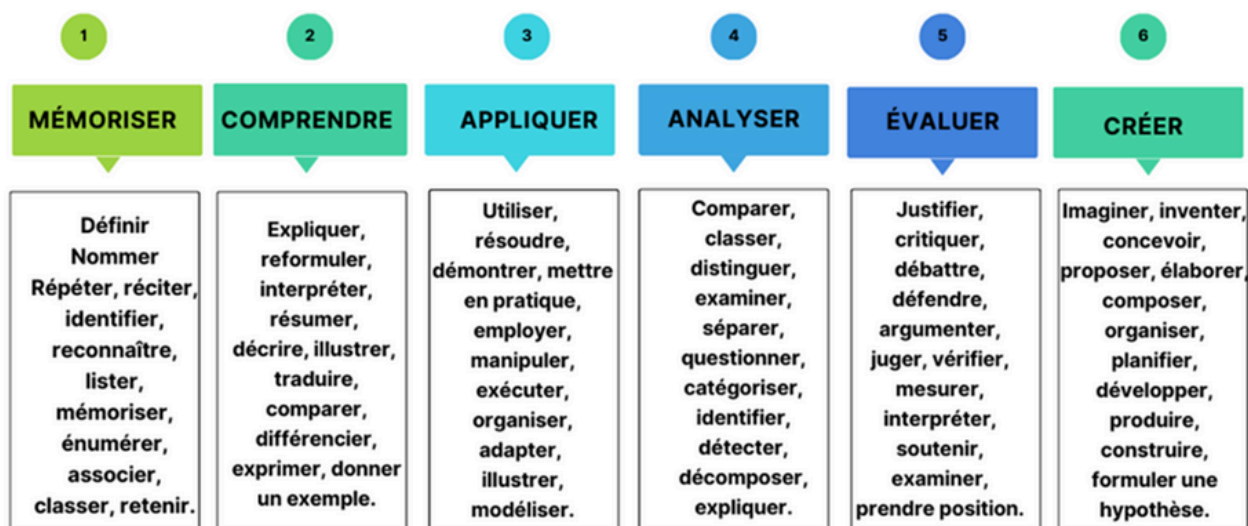 1
MÉMORISER
Définir
Nommer
Répéter, réciter,
identifier,
reconnaître,
lister,
mémoriser,
énumérer,
associer,
classer, retenir.
2
COMPRENDRE
Expliquer,
reformuler,
interpréter,
résumer,
décrire, illustrer,
traduire,
comparer,
différencier,
exprimer, donner
un exemple.
3
APPLIQUER
Utiliser,
résoudre,
démontrer, mettre
en pratique,
employer,
manipuler,
exécuter,
organiser,
adapter,
illustrer,
modéliser.
4
ANALYSER
Comparer,
classer,
distinguer,
examiner,
séparer,
questionner,
catégoriser,
identifier,
détecter,
décomposer,
expliquer.
5
ÉVALUER
Justifier,
critiquer,
débattre,
défendre,
argumenter,
juger, vérifier,
mesurer,
interpréter,
soutenir,
examiner,
prendre position.
6
CRÉER
Imaginer, inventer,
concevoir,
proposer, élaborer,
composer,
organiser,
planifier,
développer,
produire,
construire,
formuler une
hypothèse.